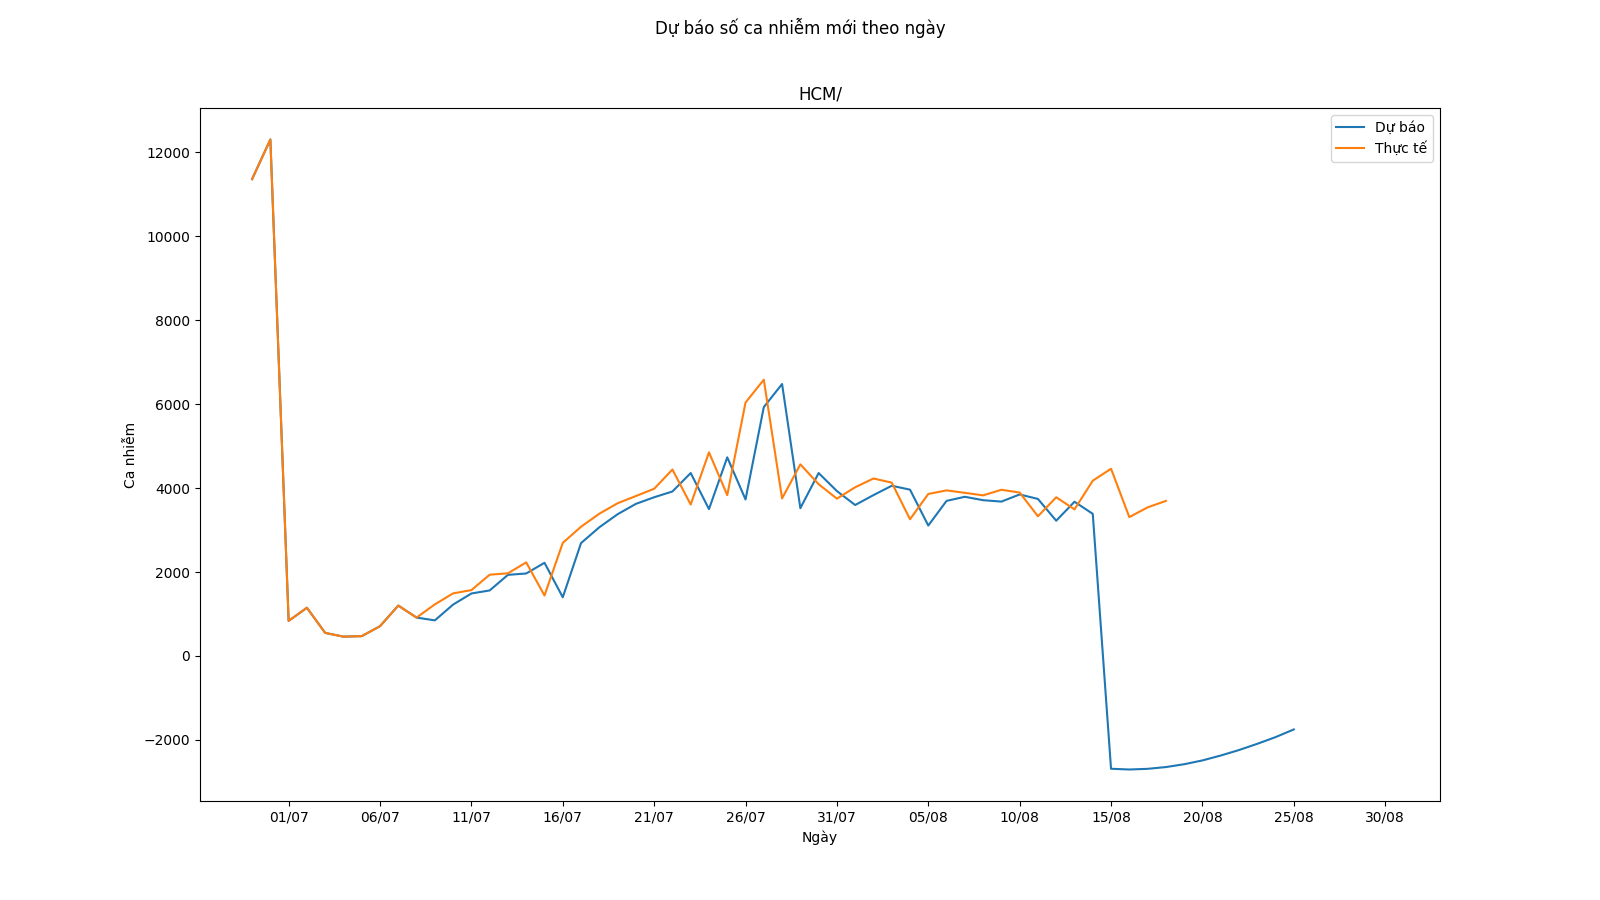 Dự báo số ca nhiễm mới theo ngày
HCM/
Dự báo
Thực tế
12000
10000
8000
6000
4000
2000
0
−2000
Ca nhiễm
01/07 06/07 11/07 16/07 21/07 26/07 31/07 05/08 10/08 15/08 20/08 25/08 30/08
Ngày